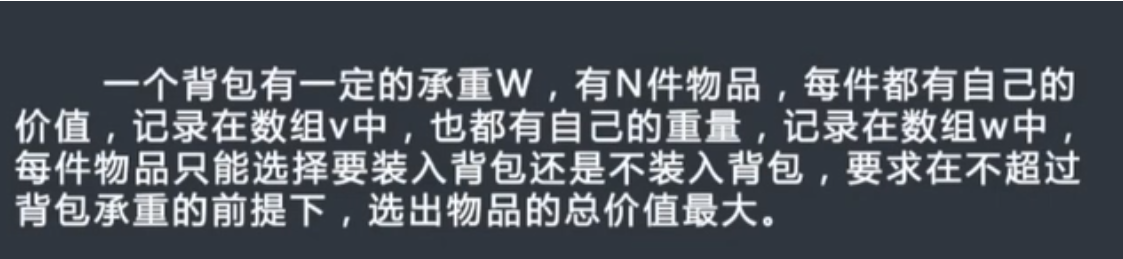 一个背包有一定的承重W，有N件物品，每件都有自己的
价值，记录在数组v中，也都有自己的重量，记录在数组w中，
每件物品只能选择要装入背包还是不装入背包，要求在不超过
背包承重的前提下，选出物品的总价值最大。